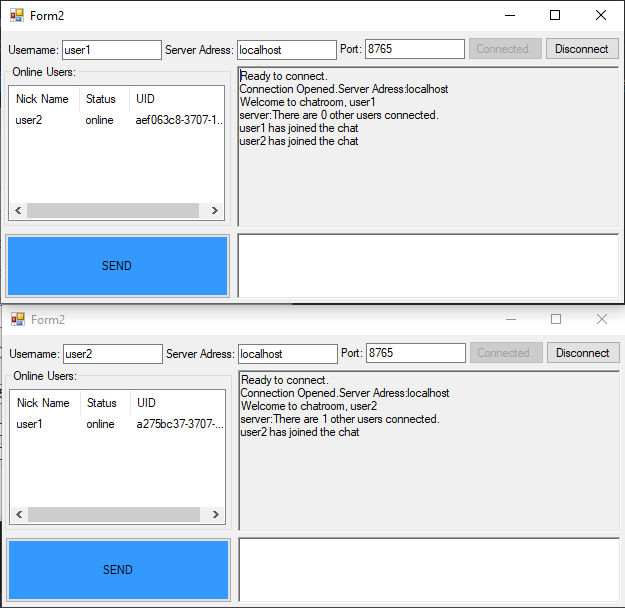 Form2
Username: user1 Server Adress: localhost Port: 8765 Connected. Disconnect
Online Users:
Nick Name Status UID
user2 online aef063c8-3707-1...
Ready to connect.
Connection Opened.Server Adress:localhost
Welcome to chatroom, user1
server:There are 0 other users connected.
user1 has joined the chat
user2 has joined the chat
SEND
Form2
Username: user2 Server Adress: localhost Port: 8765 Connected. Disconnect
Online Users:
Nick Name Status UID
user1 online a275bc37-3707-...
Ready to connect.
Connection Opened.Server Adress:localhost
Welcome to chatroom, user2
server:There are 1 other users connected.
user2 has joined the chat
SEND